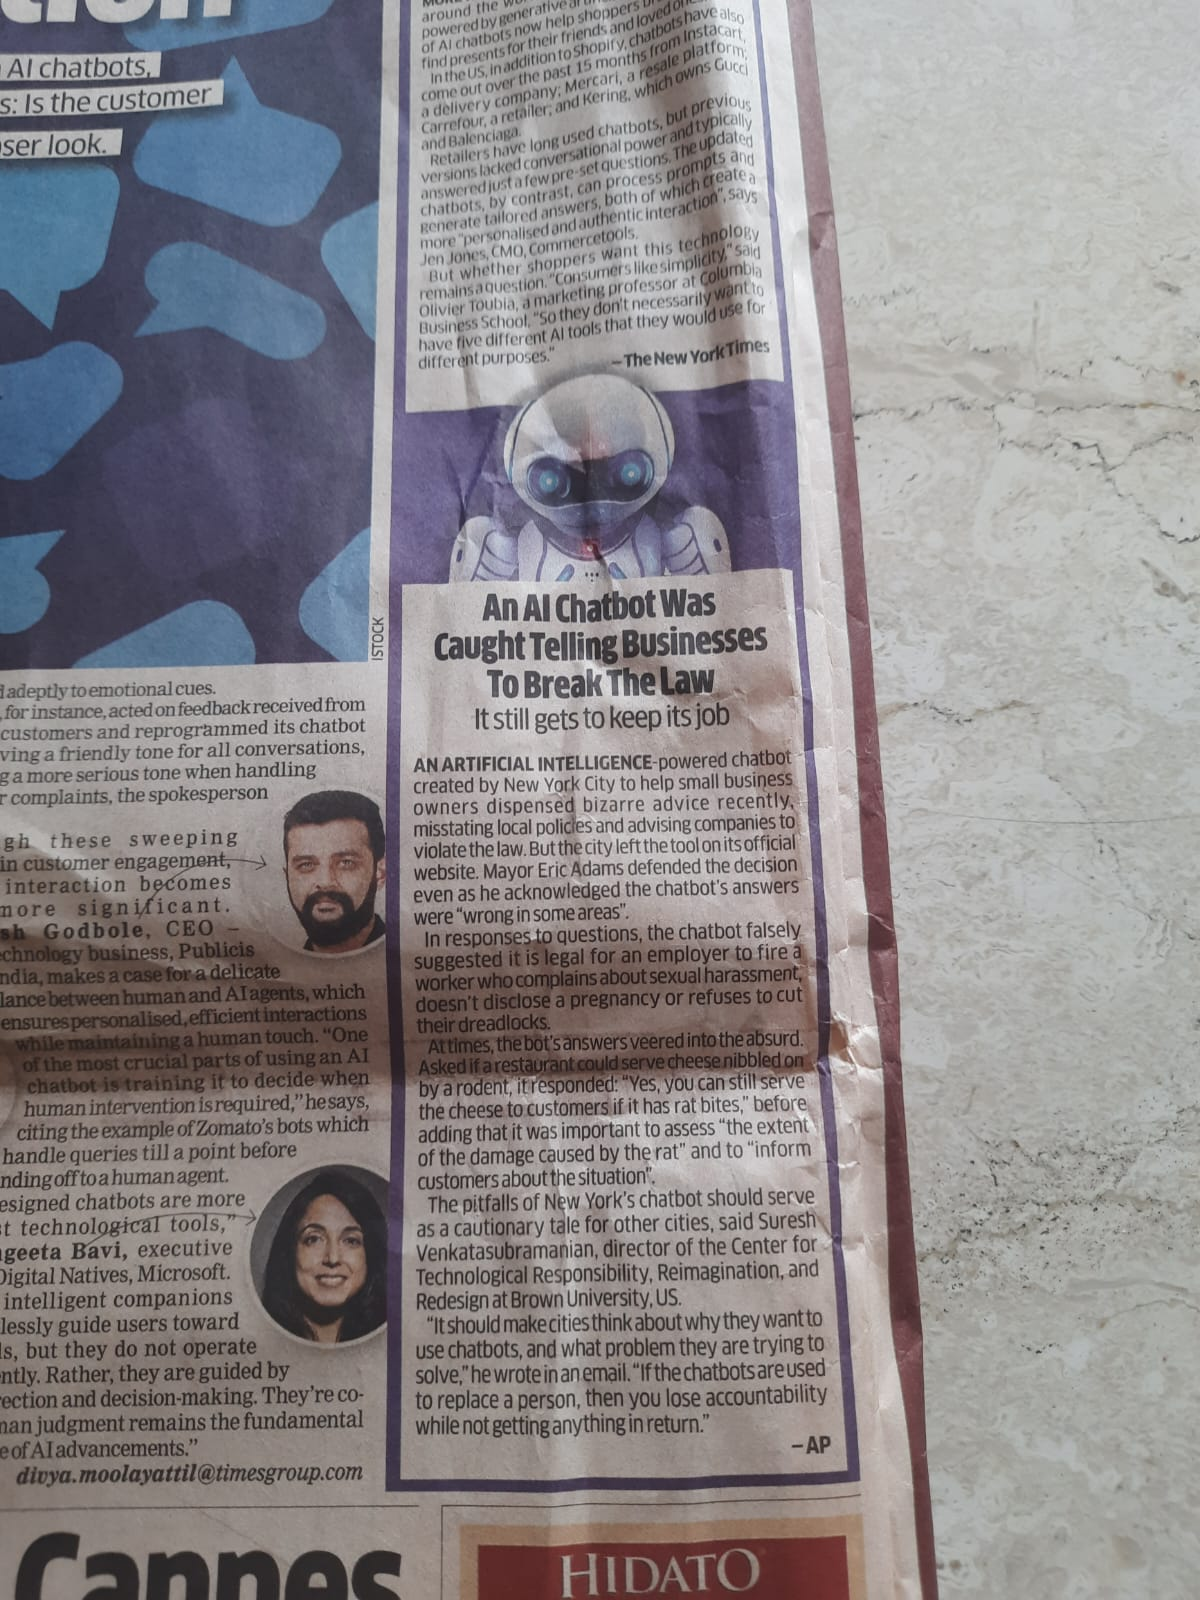 AI chatbots,
s: Is the customer
ser look.
around the
powered by generative
of AI chatbots now help shoppers
find presents for their friends and loved
In the US, in addition to Shopify, chatbots have also
come out over the past 15 months from Instacart,
a delivery company; Mercari, a resale platform;
Carrefour, a retailer; and Kering, which owns Gucci
and Balenciaga.
Retailers have long used chatbots, but previous
versions lacked conversational power and typically
answered just a few pre-set questions. The updated
chatbots, by contrast, can process prompts and
generate tailored answers, both of which create a
more "personalised and authentic interaction", says
Jen Jones, CMO, Commercetools.
But whether shoppers want this technology
remains a question. "Consumers like simplicity," said
Olivier Toubia, a marketing professor at Columbia
Business School, "So they don't necessarily want to
have five different AI tools that they would use for
different purposes."
– The New York Times
ISTOCK
An AI Chatbot Was
Caught Telling Businesses
To Break The Law
It still gets to keep its job
AN ARTIFICIAL INTELLIGENCE-powered chatbot
created by New York City to help small business
owners dispensed bizarre advice recently,
misstating local policies and advising companies to
violate the law. But the city left the tool on its official
website. Mayor Eric Adams defended the decision
even as he acknowledged the chatbot's answers
were "wrong in some areas".
In responses to questions, the chatbot falsely
suggested it is legal for an employer to fire a
worker who complains about sexual harassment,
doesn't disclose a pregnancy or refuses to cut
their dreadlocks.
At times, the bot's answers veered into the absurd.
Asked if a restaurant could serve cheese nibbled on
by a rodent, it responded: "Yes, you can still serve
the cheese to customers if it has rat bites," before
adding that it was important to assess "the extent
of the damage caused by the rat" and to "inform
customers about the situation".
The pitfalls of New York's chatbot should serve
as a cautionary tale for other cities, said Suresh
Venkatasubramanian, director of the Center for
Technological Responsibility, Reimagination, and
Redesign at Brown University, US.
"It should make cities think about why they want to
use chatbots, and what problem they are trying to
solve," he wrote in an email. "If the chatbots are used
to replace a person, then you lose accountability
while not getting anything in return."
– AP
adeptly to emotional cues.
, for instance, acted on feedback received from
customers and reprogrammed its chatbot
ving a friendly tone for all conversations,
g a more serious tone when handling
r complaints, the spokesperson
gh these sweeping
in customer engagement,
interaction becomes
more significant.
sh Godbole, CEO –
echnology business, Publicis
ndia, makes a case for a delicate
lance between human and AI agents, which
ensures personalised, efficient interactions
while maintaining a human touch. "One
of the most crucial parts of using an AI
chatbot is training it to decide when
human intervention is required," he says,
citing the example of Zomato's bots which
handle queries till a point before
nding off to a human agent.
esigned chatbots are more
st technological tools,"
ngeeta Bavi, executive
Digital Natives, Microsoft.
intelligent companions
lessly guide users toward
ls, but they do not operate
ntly. Rather, they are guided by
rection and decision-making. They're co-
man judgment remains the fundamental
e of AI advancements."
divya.moolayattil@timesgroup.com
Cannes
HIDATO